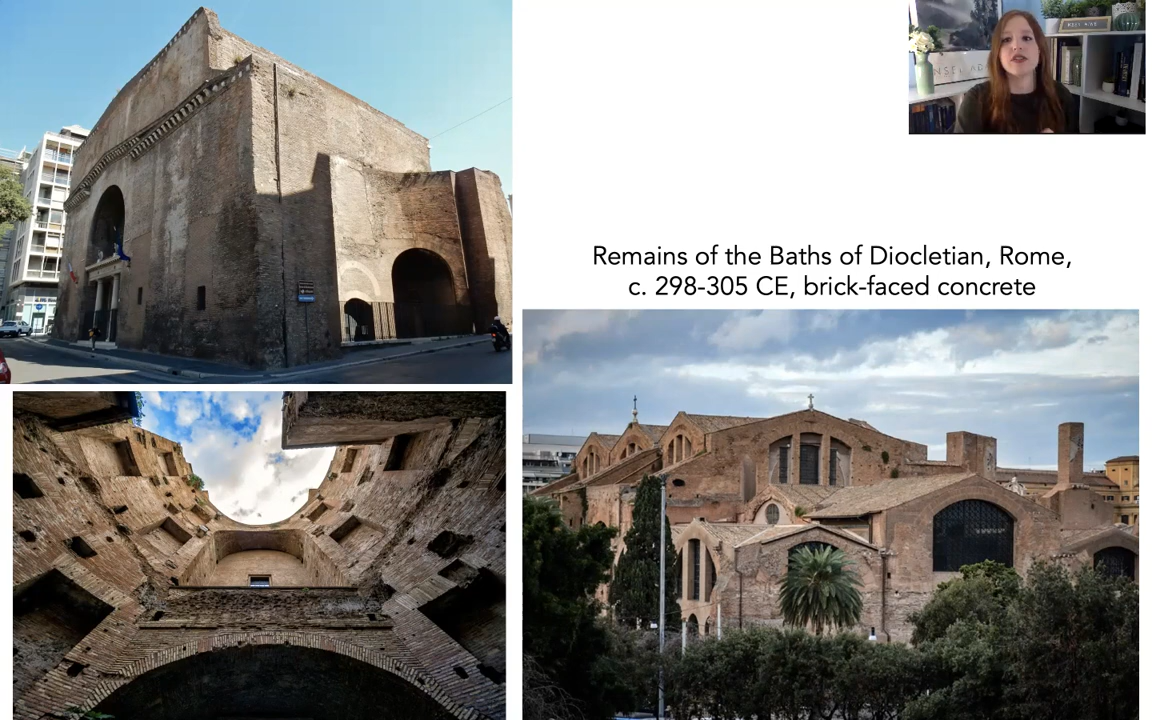 Remains of the Baths of Diocletian, Rome,
c. 298-305 CE, brick-faced concrete